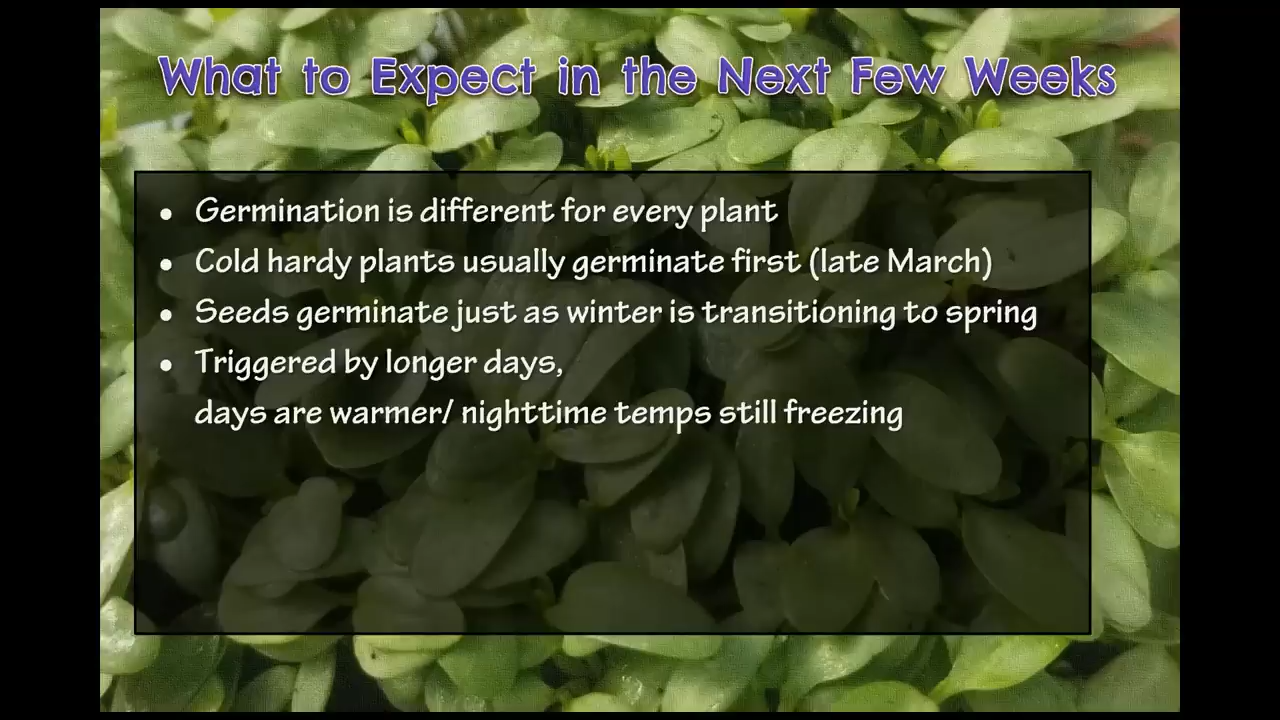 What to Expect in the Next Few Weeks
• Germination is different for every plant
• Cold hardy plants usually germinate first (late March)
• Seeds germinate just as winter is transitioning to spring
• Triggered by longer days,
days are warmer/ nighttime temps still freezing